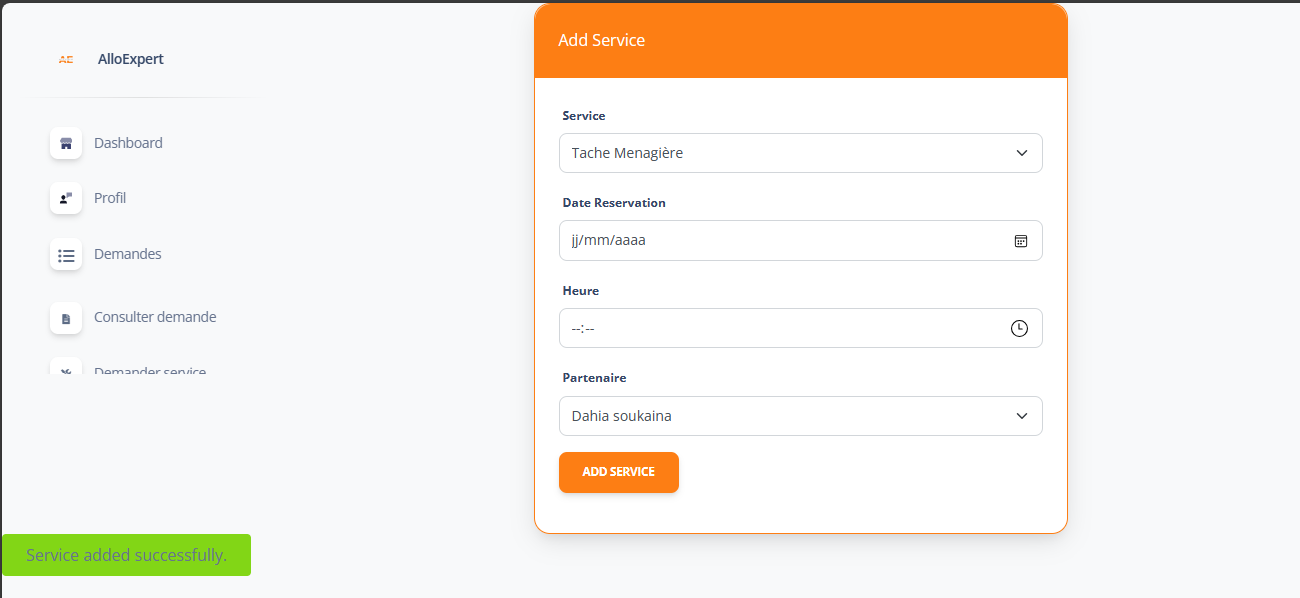 AlloExpert
Dashboard
Profil
Demandes
Consulter demande
Demander service
Add Service
Service
Tache Menagière
Date Reservation
jj/mm/aaaa
Heure
--:--
Partenaire
Dahia soukaina
ADD SERVICE
Service added successfully.